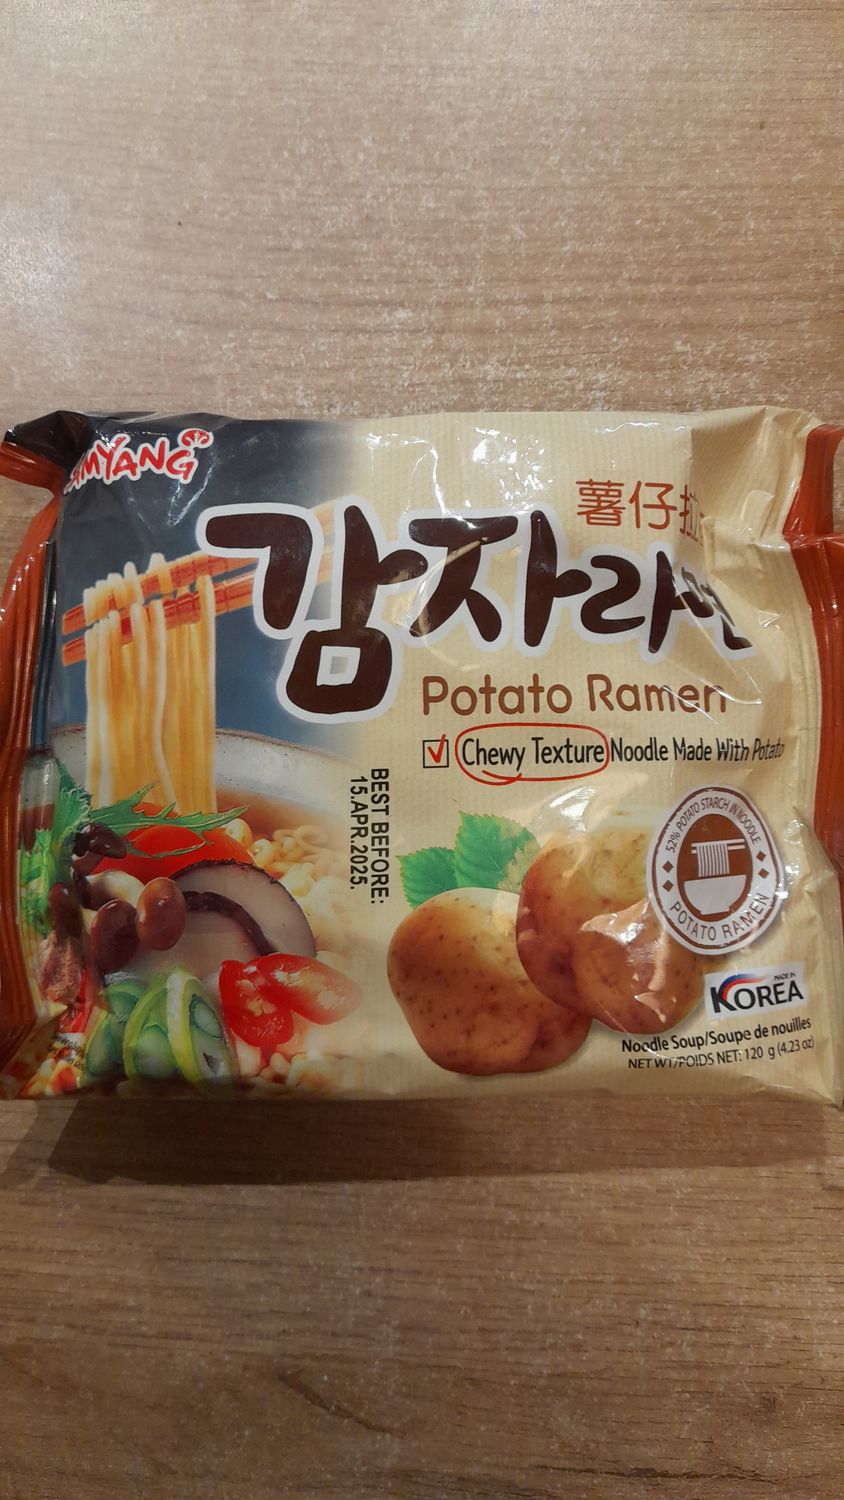 SAMYANG
薯仔拉
감자라면
Potato Ramen
Chewy Texture Noodle Made With Potato
BEST BEFORE:
15.APR.2025.
52% POTATO STARCH IN NOODLE
POTATO RAMEN
MADE IN
KOREA
Noodle Soup/Soupe de nouilles
NET WT/POIDS NET: 120 g (4.23 oz)